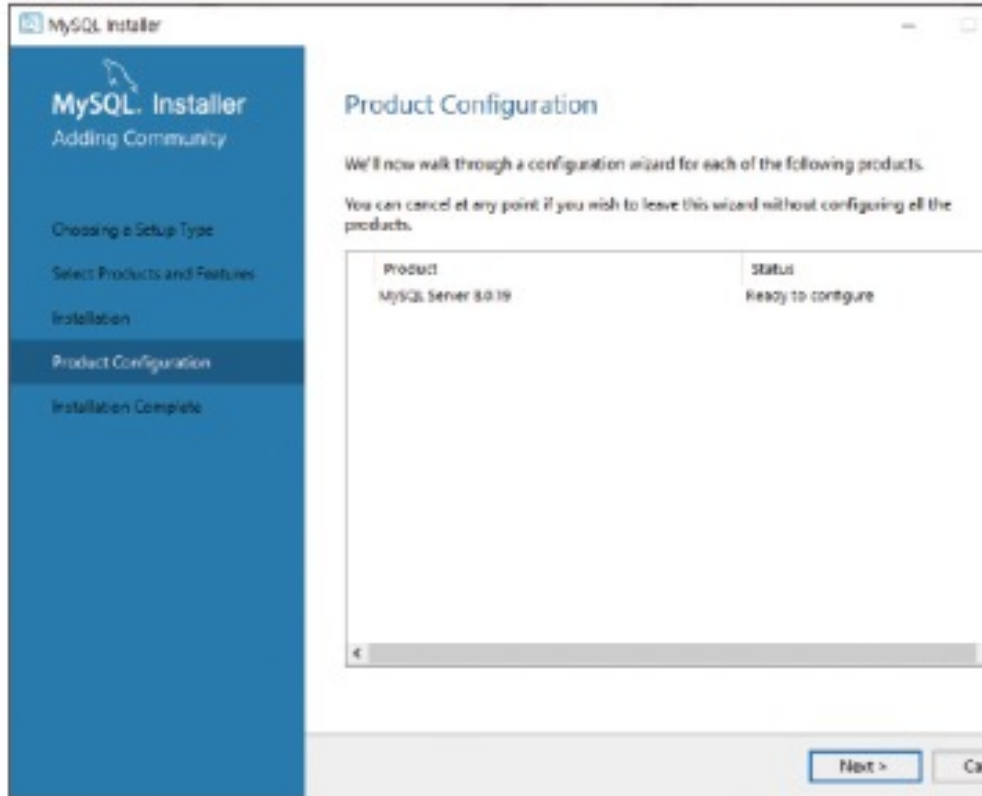 MySQL Installer
MySQL. Installer
Adding Community
Choosing a Setup Type
Select Products and Features
Installation
Product Configuration
Installation Complete
Product Configuration
We'll now walk through a configuration wizard for each of the following products.
You can cancel at any point if you wish to leave this wizard without configuring all the
products.
Product Status
MySQL Server 8.0.19 Ready to configure
Next > Ca